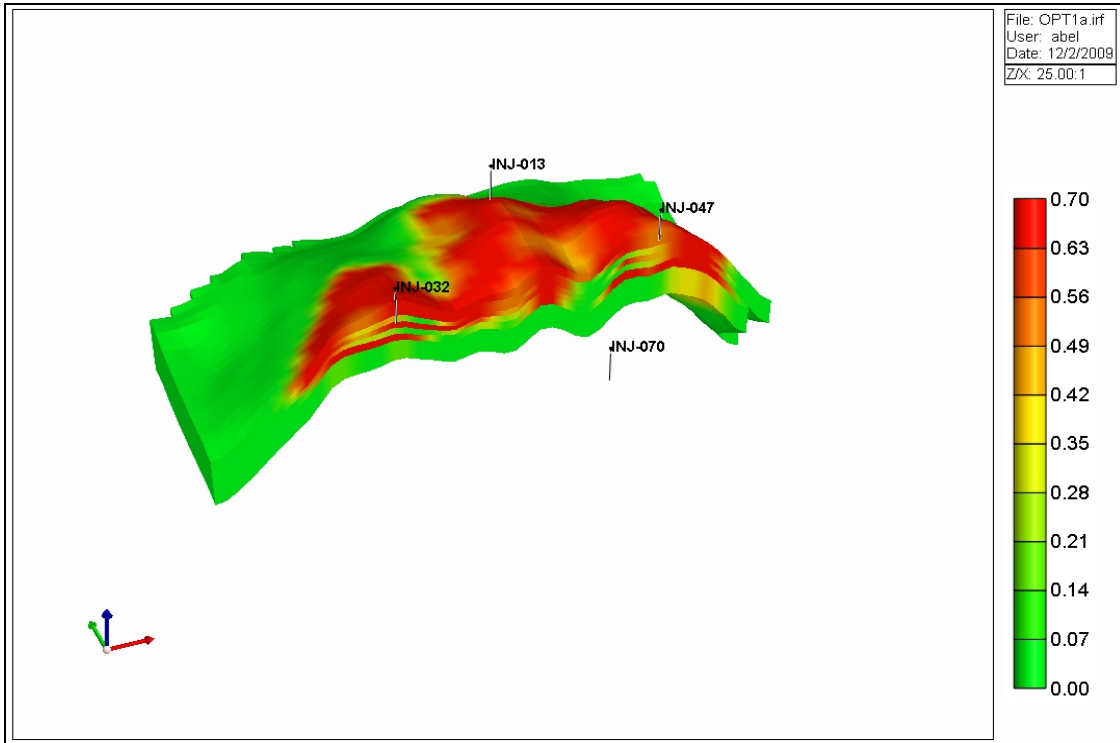 File: OPT1a.irf
User: abel
Date: 12/2/2009
Z/X: 25.00:1
INJ-013
INJ-047
INJ-032
INJ-070
0.70
0.63
0.56
0.49
0.42
0.35
0.28
0.21
0.14
0.07
0.00